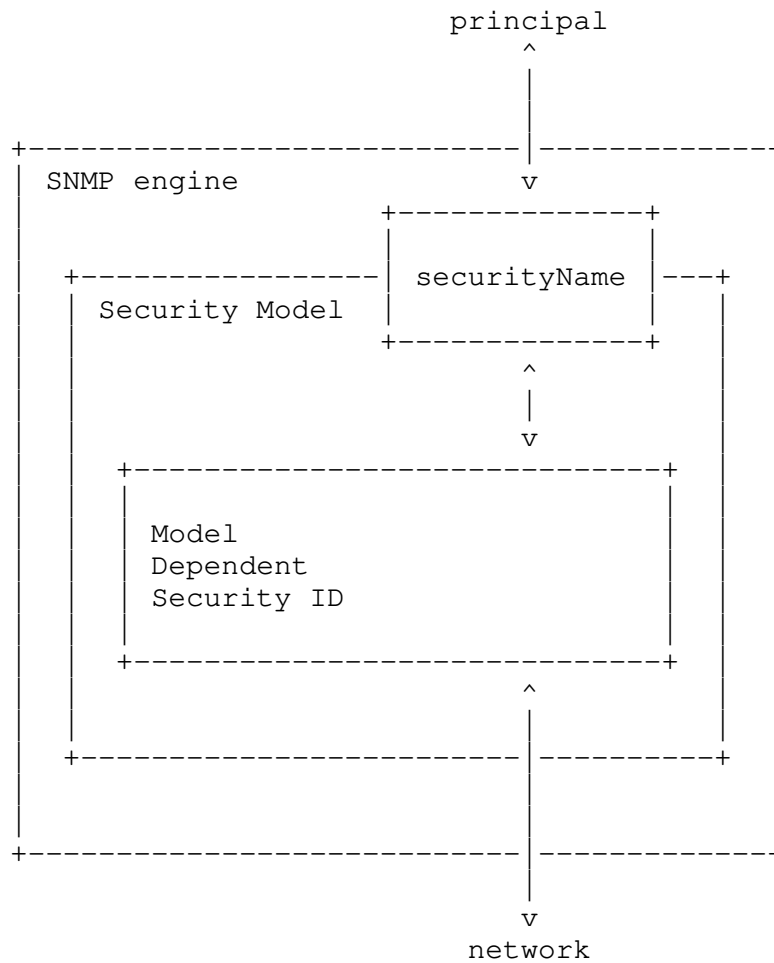 principal
SNMP engine
securityName
Security Model
Model
Dependent
Security ID
network